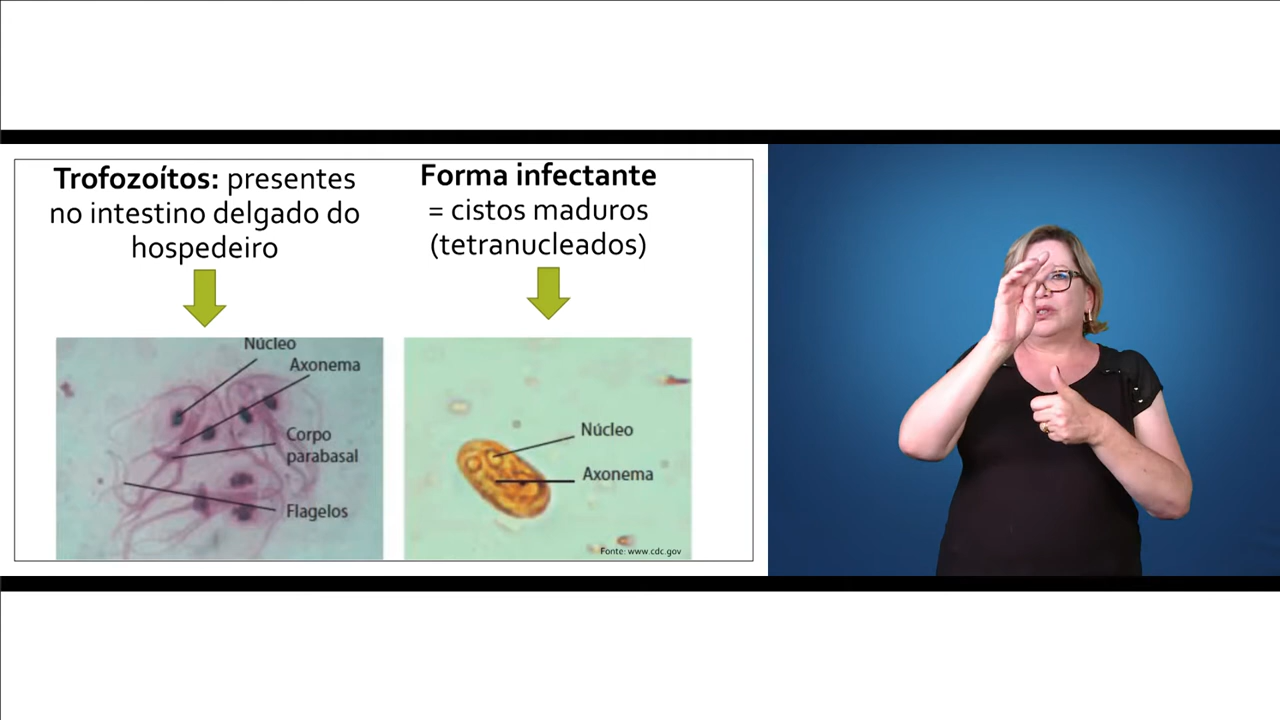 Trofozoítos: presentes
no intestino delgado do
hospedeiro
Forma infectante
= cistos maduros
(tetranucleados)
Núcleo
Axonema
Corpo
parabasal
Flagelos
Núcleo
Axonema
Fonte: www.cdc.gov